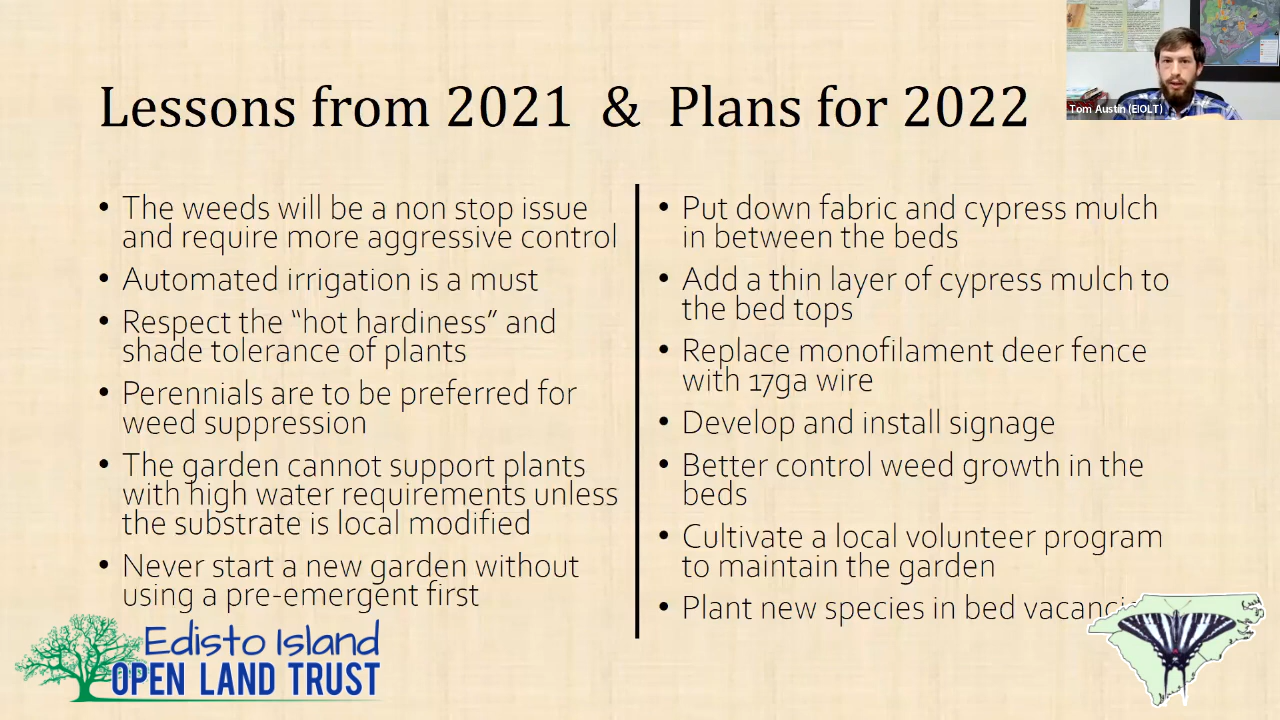 Lessons from 2021 & Plans for 2022
Tom Austin (EIOLT)
• The weeds will be a non stop issue
and require more aggressive control
• Automated irrigation is a must
• Respect the “hot hardiness” and
shade tolerance of plants
• Perennials are to be preferred for
weed suppression
• The garden cannot support plants
with high water requirements unless
the substrate is local modified
• Never start a new garden without
using a pre-emergent first
• Put down fabric and cypress mulch
in between the beds
• Add a thin layer of cypress mulch to
the bed tops
• Replace monofilament deer fence
with 17ga wire
• Develop and install signage
• Better control weed growth in the
beds
• Cultivate a local volunteer program
to maintain the garden
• Plant new species in bed
Edisto Island
OPEN LAND TRUST